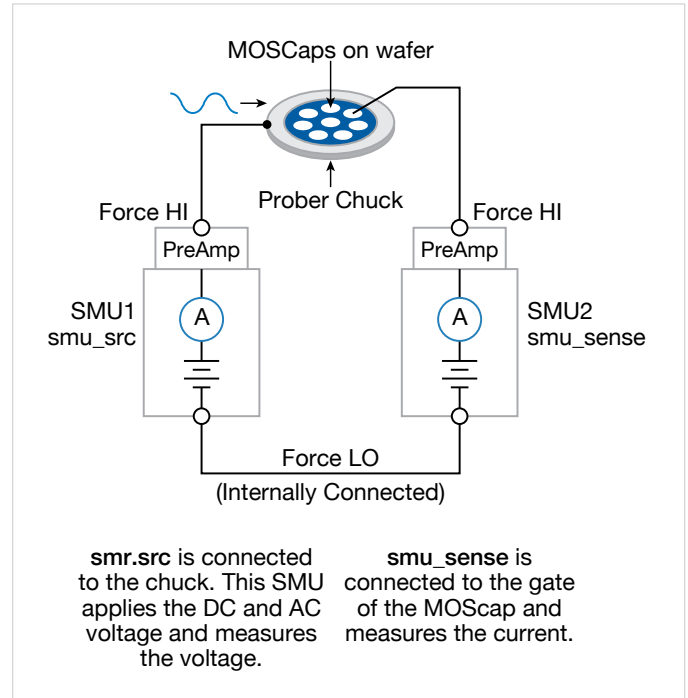 MOSCaps on wafer
Prober Chuck
Force HI
Force HI
PreAmp
PreAmp
SMU1
smu_src
A
A
SMU2
smu_sense
Force LO
(Internally Connected)
smr.src is connected
to the chuck. This SMU
applies the DC and AC
voltage and measures
the voltage.
smu_sense is
connected to the gate
of the MOScap and
measures the current.